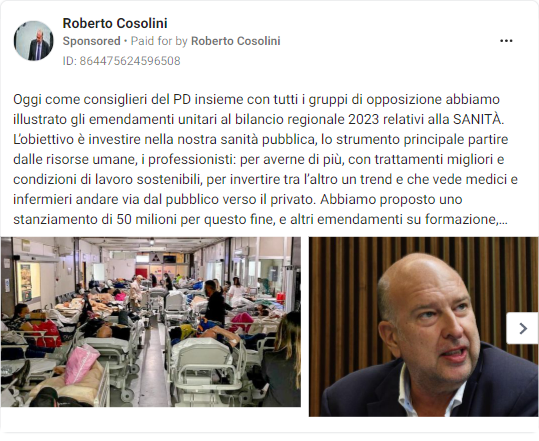 Roberto Cosolini
Sponsored • Paid for by Roberto Cosolini
ID: 864475624596508
Oggi come consiglieri del PD insieme con tutti i gruppi di opposizione abbiamo
illustrato gli emendamenti unitari al bilancio regionale 2023 relativi alla SANITÀ.
L'obiettivo è investire nella nostra sanità pubblica, lo strumento principale partire
dalle risorse umane, i professionisti: per averne di più, con trattamenti migliori e
condizioni di lavoro sostenibili, per invertire tra l'altro un trend e che vede medici e
infermieri andare via dal pubblico verso il privato. Abbiamo proposto uno
stanziamento di 50 milioni per questo fine, e altri emendamenti su formazione,...